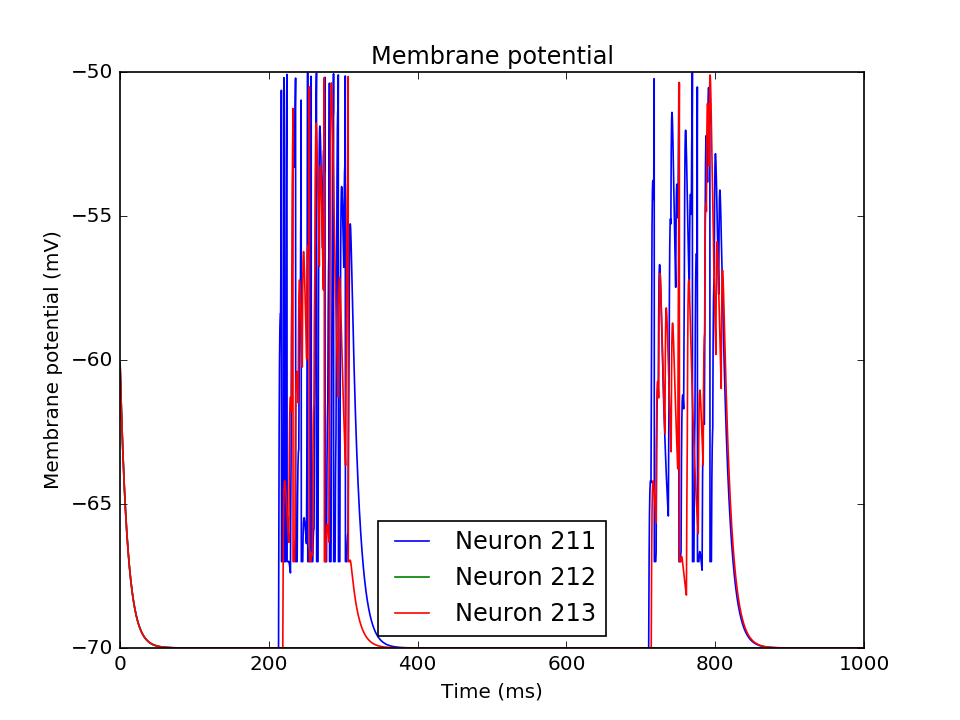 Membrane potential
−50
−55
−60
−65
−70
Membrane potential (mV)
Neuron 211
Neuron 212
Neuron 213
0
200
400
600
800
1000
Time (ms)